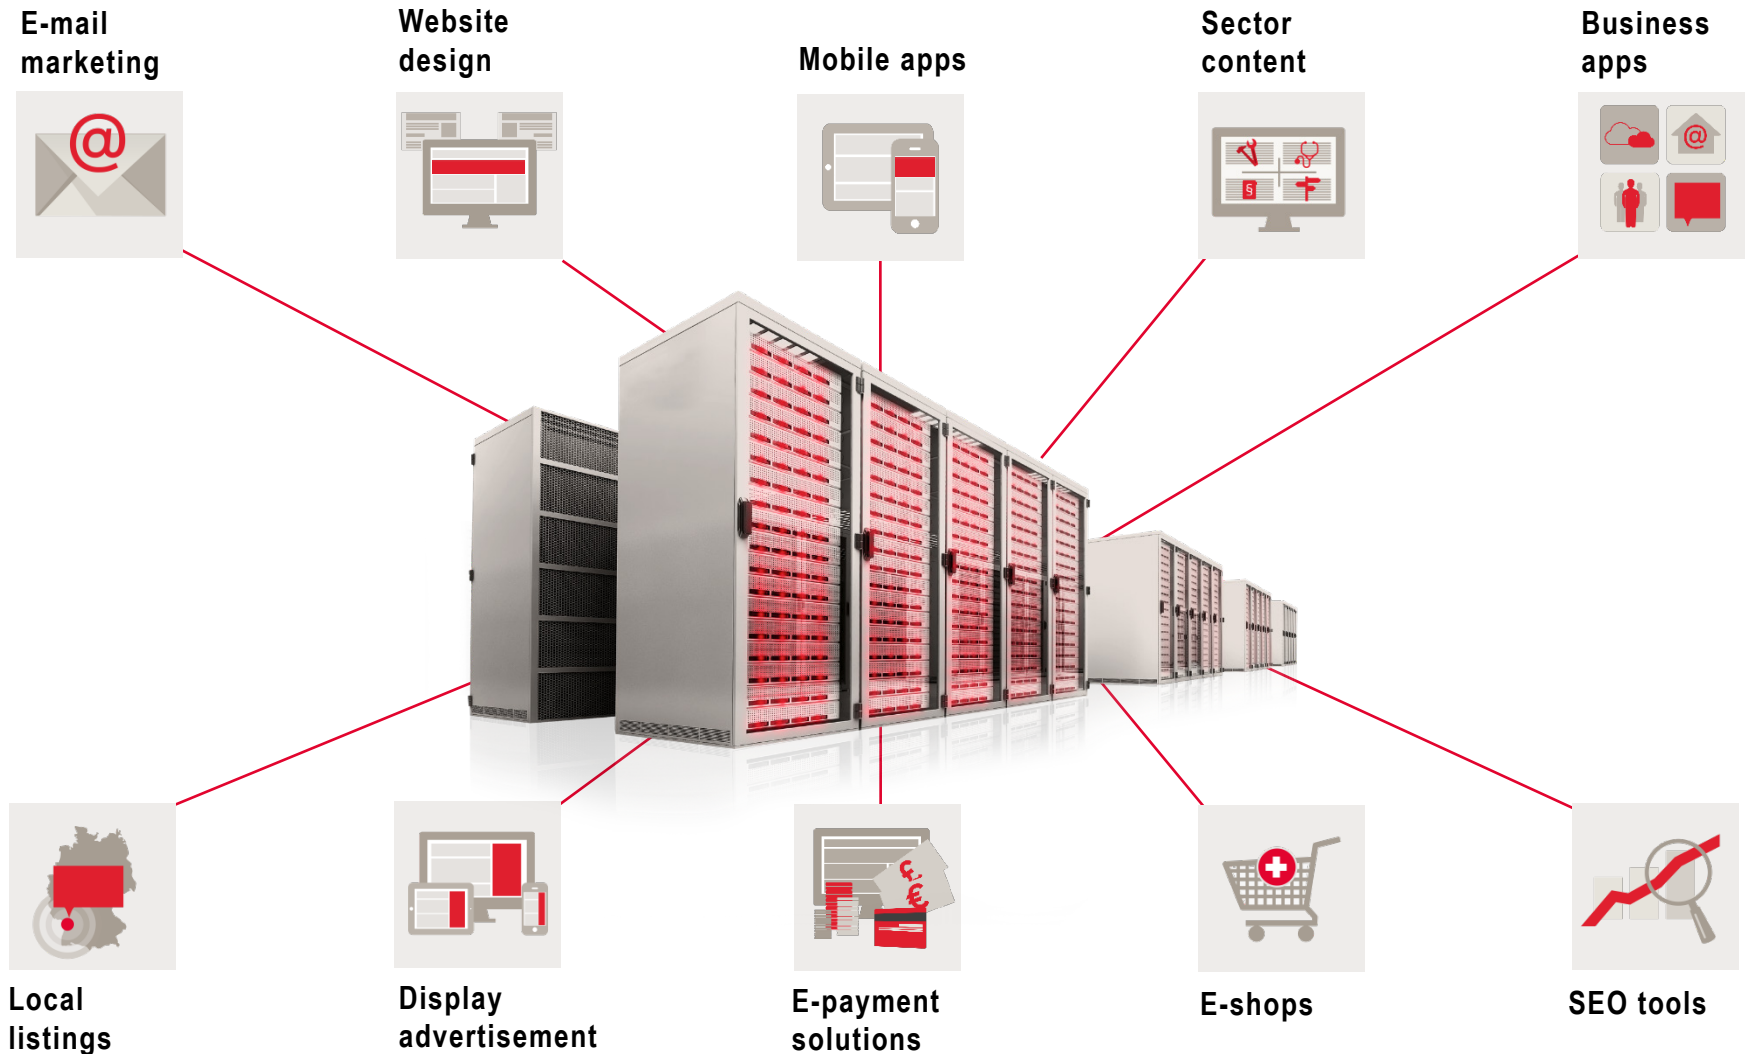 E-mail
marketing
Website
design
Mobile apps
Sector
content
Business
apps
@
@
§
£
€
Local
listings
Display
advertisement
E-payment
solutions
E-shops
SEO tools